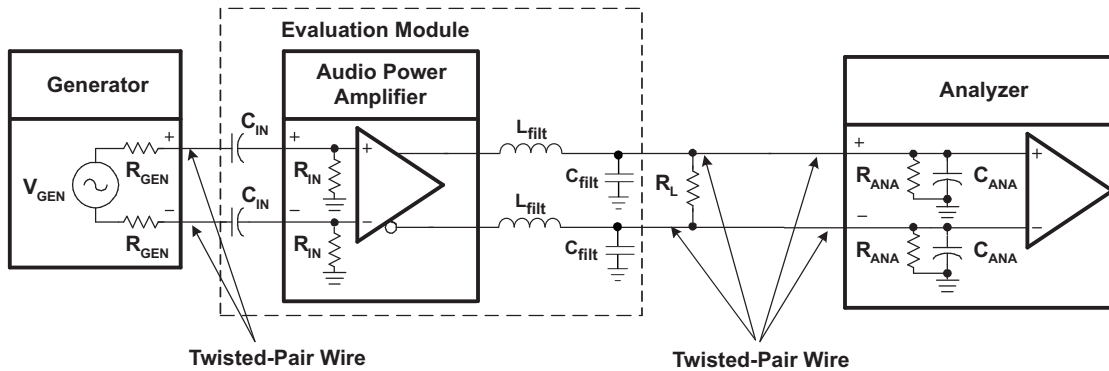 Evaluation Module
Generator
Audio Power
Amplifier
Analyzer
C_IN
L_filt
+
+
+
+
+
R_GEN
R_IN
C_filt
R_L
R_ANA
C_ANA
V_GEN
C_IN
L_filt
−
−
−
−
−
R_GEN
R_IN
C_filt
R_ANA
C_ANA
Twisted-Pair Wire
Twisted-Pair Wire